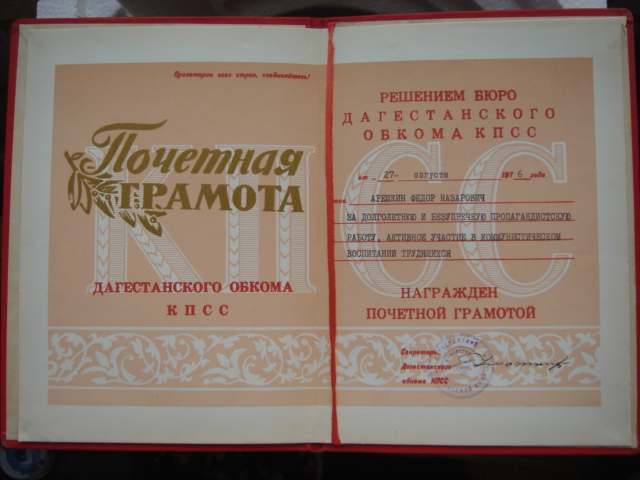 Пролетарии всех стран, соединяйтесь!
КПСС
Почетная
ГРАМОТА
ДАГЕСТАНСКОГО ОБКОМА
КПСС
РЕШЕНИЕМ БЮРО
ДАГЕСТАНСКОГО
ОБКОМА КПСС
от 27- августа 1976 года
тов. АРЕШКИН ФЕДОР НАЗАРОВИЧ
ЗА ДОЛГОЛЕТНЮЮ И БЕЗУПРЕЧНУЮ ПРОПАГАНДИСТСКУЮ
РАБОТУ, АКТИВНОЕ УЧАСТИЕ В КОММУНИСТИЧЕСКОМ
ВОСПИТАНИИ ТРУДЯЩИХСЯ
НАГРАЖДЕН
ПОЧЕТНОЙ ГРАМОТОЙ
Секретарь
Дагестанского
обкома КПСС